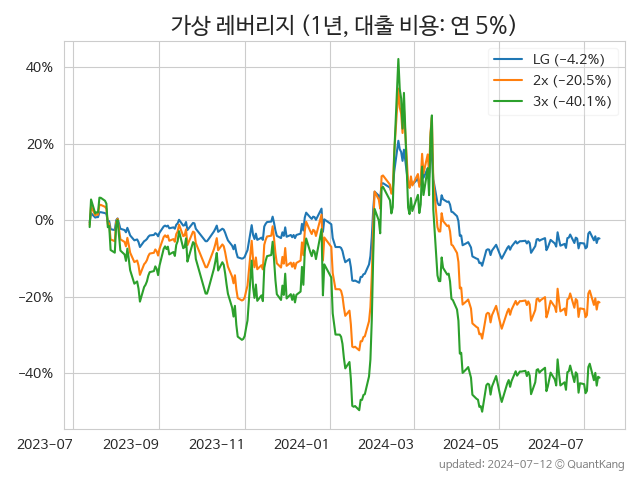 가상 레버리지 (1년, 대출 비용: 연 5%)
LG (−4.2%)
2x (−20.5%)
3x (−40.1%)
40%
20%
0%
−20%
−40%
2023-07 2023-09 2023-11 2024-01 2024-03 2024-05 2024-07
updated: 2024-07-12 © QuantKang